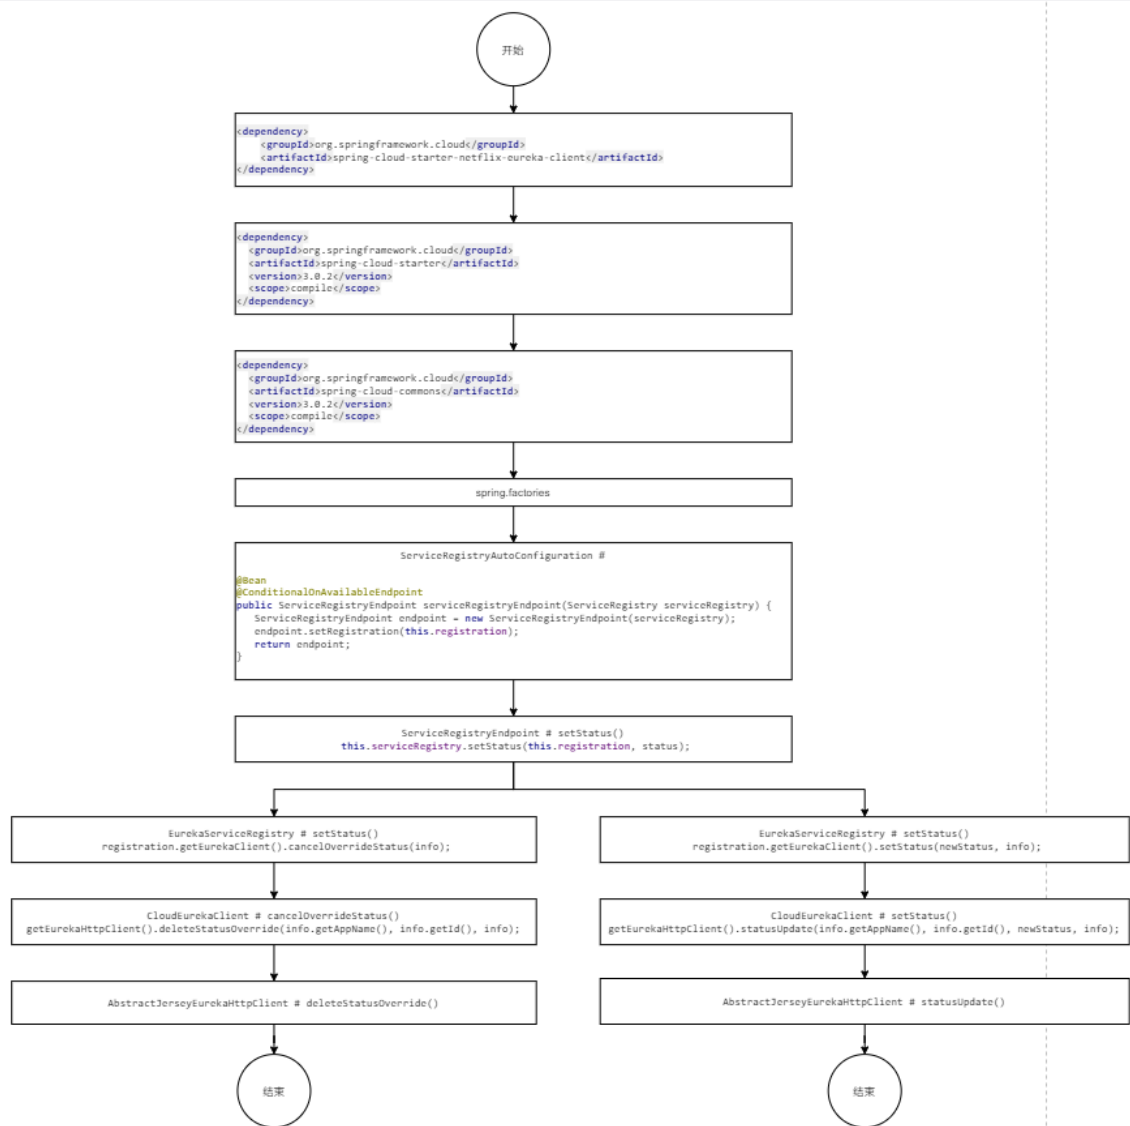 开始
<dependency>
<groupId>org.springframework.cloud</groupId>
<artifactId>spring-cloud-starter-netflix-eureka-client</artifactId>
</dependency>
<dependency>
<groupId>org.springframework.cloud</groupId>
<artifactId>spring-cloud-starter</artifactId>
<version>3.0.2</version>
<scope>compile</scope>
</dependency>
<dependency>
<groupId>org.springframework.cloud</groupId>
<artifactId>spring-cloud-commons</artifactId>
<version>3.0.2</version>
<scope>compile</scope>
</dependency>
spring.factories
ServiceRegistryAutoConfiguration #
@Bean
@ConditionalOnAvailableEndpoint
public ServiceRegistryEndpoint serviceRegistryEndpoint(ServiceRegistry serviceRegistry) {
ServiceRegistryEndpoint endpoint = new ServiceRegistryEndpoint(serviceRegistry);
endpoint.setRegistration(this.registration);
return endpoint;
}
ServiceRegistryEndpoint # setStatus()
this.serviceRegistry.setStatus(this.registration, status);
EurekaServiceRegistry # setStatus()
registration.getEurekaClient().cancelOverrideStatus(info);
CloudEurekaClient # cancelOverrideStatus()
getEurekaHttpClient().deleteStatusOverride(info.getAppName(), info.getId(), info);
AbstractJerseyEurekaHttpClient # deleteStatusOverride()
结束
EurekaServiceRegistry # setStatus()
registration.getEurekaClient().setStatus(newStatus, info);
CloudEurekaClient # setStatus()
getEurekaHttpClient().statusUpdate(info.getAppName(), info.getId(), newStatus, info);
AbstractJerseyEurekaHttpClient # statusUpdate()
结束